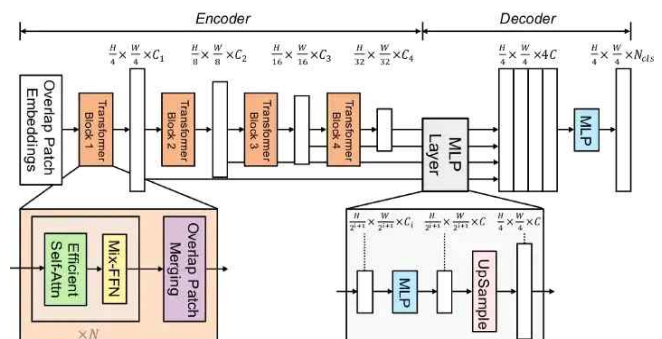 Encoder
Decoder
H/4 × W/4 × C₁
H/8 × W/8 × C₂
H/16 × W/16 × C₃
H/32 × W/32 × C₄
H/4 × W/4 × 4C
H/4 × W/4 × N_cls
Overlap Patch
Embeddings
Transformer
Block 1
Transformer
Block 2
Transformer
Block 3
Transformer
Block 4
MLP
Layer
MLP
Efficient
Self-Attn
Mix-FFN
Overlap Patch
Merging
× N
H/2^{i+1} × W/2^{i+1} × C_i
H/2^{i+1} × W/2^{i+1} × C
H/4 × W/4 × C
MLP
UpSample